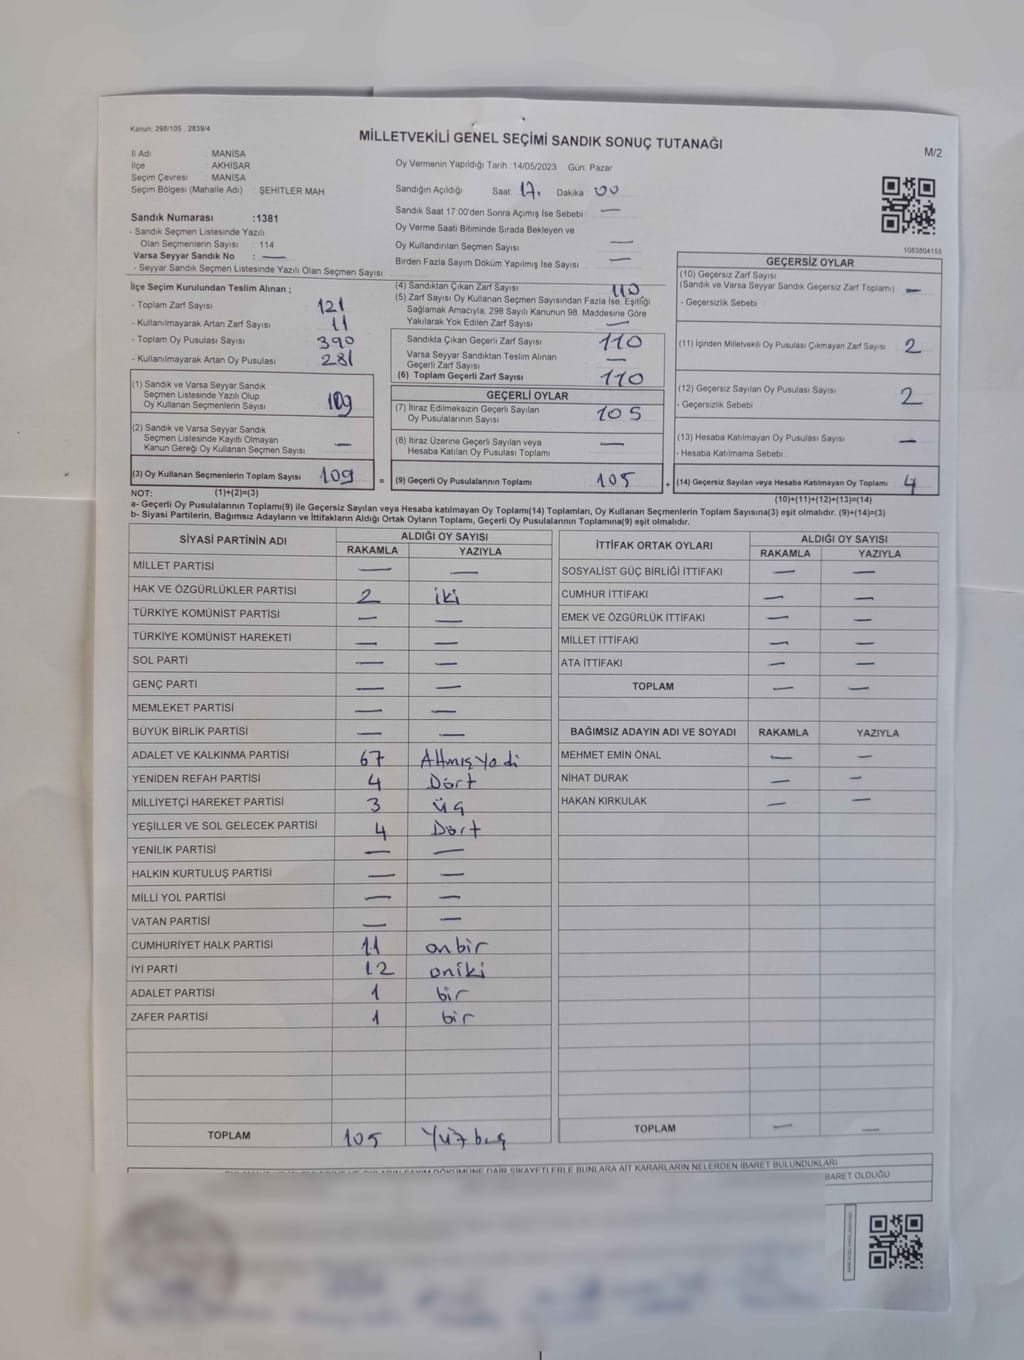 Kanun: 298/105 , 2839/4
MİLLETVEKİLİ GENEL SEÇİMİ SANDIK SONUÇ TUTANAĞI
M/2
İl Adı : MANİSA
İlçe : AKHİSAR
Seçim Çevresi : MANİSA
Seçim Bölgesi (Mahalle Adı) : ŞEHİTLER MAH
Sandık Numarası :1381
- Sandık Seçmen Listesinde Yazılı
Olan Seçmenlerin Sayısı : 114
Varsa Seyyar Sandık No : —
- Seyyar Sandık Seçmen Listesinde Yazılı Olan Seçmen Sayısı
Oy Vermenin Yapıldığı Tarih :14/05/2023 Gün: Pazar
Sandığın Açıldığı Saat: 17. Dakika 00
Sandık Saat 17:00'den Sonra Açımış İse Sebebi —
Oy Verme Saati Bitiminde Sırada Bekleyen ve
Oy Kullandırılan Seçmen Sayısı —
Birden Fazla Sayım Döküm Yapılmış İse Sayısı —
1083804155
İlçe Seçim Kurulundan Teslim Alınan ;
- Toplam Zarf Sayısı 121
- Kullanılmayarak Artan Zarf Sayısı 11
- Toplam Oy Pusulası Sayısı 390
- Kullanılmayarak Artan Oy Pusulası 281
(1) Sandık ve Varsa Seyyar Sandık
Seçmen Listesinde Yazılı Olup
Oy Kullanan Seçmenlerin Sayısı 109
(2) Sandık ve Varsa Seyyar Sandık
Seçmen Listesinde Kayıtlı Olmayan
Kanun Gereği Oy Kullanan Seçmen Sayısı —
(3) Oy Kullanan Seçmenlerin Toplam Sayısı 109
(4) Sandıktan Çıkan Zarf Sayısı 110
(5) Zarf Sayısı Oy Kullanan Seçmen Sayısından Fazla İse, Eşitliği
Sağlamak Amacıyla, 298 Sayılı Kanunun 98. Maddesine Göre
Yakılarak Yok Edilen Zarf Sayısı —
Sandıkta Çıkan Geçerli Zarf Sayısı 110
Varsa Seyyar Sandıktan Teslim Alınan
Geçerli Zarf Sayısı —
(6) Toplam Geçerli Zarf Sayısı 110
GEÇERLİ OYLAR
(7) İtiraz Edilmeksizin Geçerli Sayılan
Oy Pusulalarının Sayısı 105
(8) İtiraz Üzerine Geçerli Sayılan veya
Hesaba Katılan Oy Pusulası Toplamı —
= (9) Geçerli Oy Pusulalarının Toplamı 105
GEÇERSİZ OYLAR
(10) Geçersiz Zarf Sayısı
(Sandık ve Varsa Seyyar Sandık Geçersiz Zarf Toplamı) —
- Geçersizlik Sebebi
(11) İçinden Milletvekili Oy Pusulası Çıkmayan Zarf Sayısı 2
(12) Geçersiz Sayılan Oy Pusulası Sayısı 2
- Geçersizlik Sebebi
(13) Hesaba Katılmayan Oy Pusulası Sayısı —
- Hesaba Katılmama Sebebi
+ (14) Geçersiz Sayılan veya Hesaba Katılmayan Oy Toplamı 4
NOT: (1)+(2)=(3)
(10)+(11)+(12)+(13)=(14)
a- Geçerli Oy Pusulalarının Toplamı(9) ile Geçersiz Sayılan veya Hesaba katılmayan Oy Toplamı(14) Toplamları, Oy Kullanan Seçmenlerin Toplam Sayısına(3) eşit olmalıdır. (9)+(14)=(3)
b- Siyasi Partilerin, Bağımsız Adayların ve İttifakların Aldığı Ortak Oyların Toplamı, Geçerli Oy Pusulalarının Toplamına(9) eşit olmalıdır.
SİYASİ PARTİNİN ADI ALDIĞI OY SAYISI
RAKAMLA YAZIYLA
MİLLET PARTİSİ — —
HAK VE ÖZGÜRLÜKLER PARTİSİ 2 iki
TÜRKİYE KOMÜNİST PARTİSİ — —
TÜRKİYE KOMÜNİST HAREKETİ — —
SOL PARTİ — —
GENÇ PARTİ — —
MEMLEKET PARTİSİ — —
BÜYÜK BİRLİK PARTİSİ — —
ADALET VE KALKINMA PARTİSİ 67 Altmış Yedi
YENİDEN REFAH PARTİSİ 4 Dört
MİLLİYETÇİ HAREKET PARTİSİ 3 üç
YEŞİLLER VE SOL GELECEK PARTİSİ 4 Dört
YENİLİK PARTİSİ — —
HALKIN KURTULUŞ PARTİSİ — —
MİLLİ YOL PARTİSİ — —
VATAN PARTİSİ — —
CUMHURİYET HALK PARTİSİ 11 onbir
İYİ PARTİ 12 oniki
ADALET PARTİSİ 1 bir
ZAFER PARTİSİ 1 bir
TOPLAM 105 Yüz beş
İTTİFAK ORTAK OYLARI ALDIĞI OY SAYISI
RAKAMLA YAZIYLA
SOSYALİST GÜÇ BİRLİĞİ İTTİFAKI — —
CUMHUR İTTİFAKI — —
EMEK VE ÖZGÜRLÜK İTTİFAKI — —
MİLLET İTTİFAKI — —
ATA İTTİFAKI — —
TOPLAM — —
BAĞIMSIZ ADAYIN ADI VE SOYADI RAKAMLA YAZIYLA
MEHMET EMİN ÖNAL — —
NİHAT DURAK — —
HAKAN KIRKULAK — —
TOPLAM — —
DAİR ŞİKAYETLERLE BUNLARA AİT KARARLARIN NELERDEN İBARET BULUNDUKLARI
BARET OLDUĞU